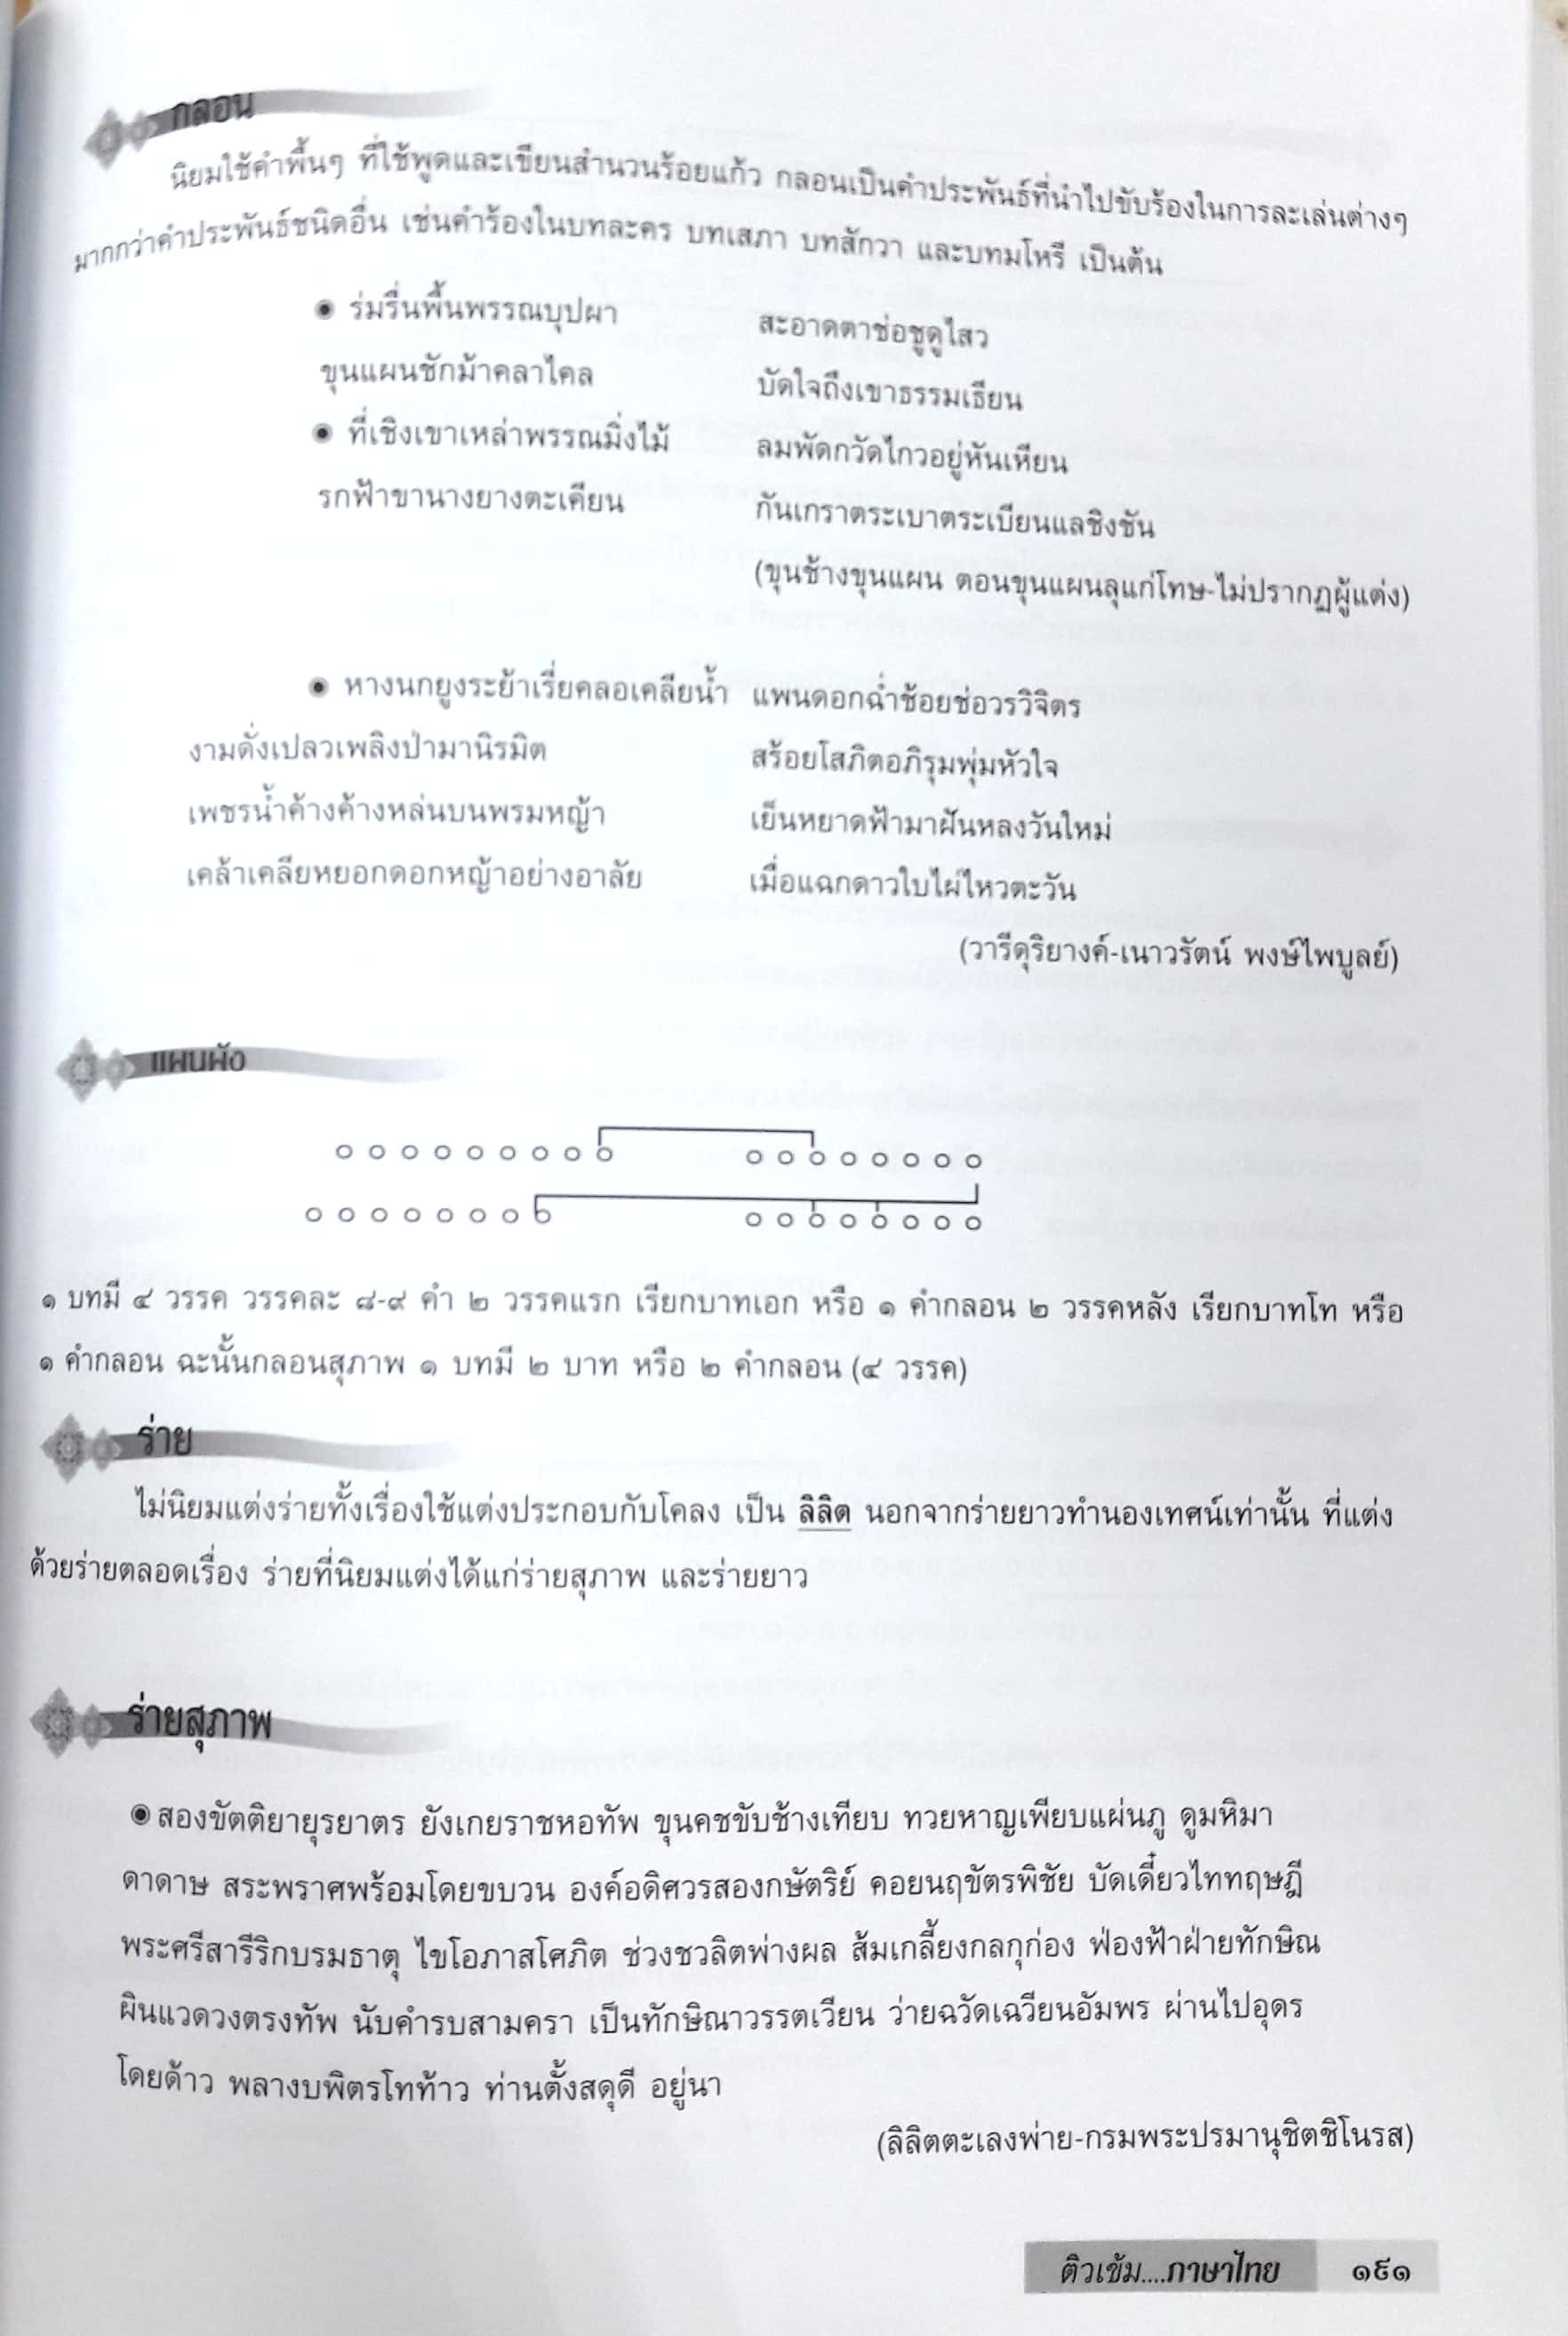 กลอน
นิยมใช้คำพื้นๆ ที่ใช้พูดและเขียนสำนวนร้อยแก้ว กลอนเป็นคำประพันธ์ที่นำไปขับร้องในการละเล่นต่างๆ
มากกว่าคำประพันธ์ชนิดอื่น เช่นคำร้องในบทละคร บทเสภา บทสักวา และบทมโหรี เป็นต้น
ร่มรื่นพื้นพรรณบุปผา สะอาดตาช่อชูดูไสว
ขุนแผนชักม้าคลาไคล บัดใจถึงเขาธรรมเธียน
ที่เชิงเขาเหล่าพรรณมิ่งไม้ ลมพัดกวัดไกวอยู่หันเหียน
รกฟ้าขานางยางตะเคียน กันเกราตระเบาตระเบียนแลชิงชัน
(ขุนช้างขุนแผน ตอนขุนแผนลุแก่โทษ-ไม่ปรากฏผู้แต่ง)
หางนกยูงระย้าเรี่ยคลอเคลียน้ำ แพนดอกฉ่ำช้อยช่อวรวิจิตร
งามดั่งเปลวเพลิงป่ามานิรมิต สร้อยโสภิตอภิรุมพุ่มหัวใจ
เพชรน้ำค้างค้างหล่นบนพรมหญ้า เย็นหยาดฟ้ามาฝันหลงวันใหม่
เคล้าเคลียหยอกดอกหญ้าอย่างอาลัย เมื่อแฉกดาวใบไผ่ไหวตะวัน
(วารีดุริยางค์-เนาวรัตน์ พงษ์ไพบูลย์)
แผนผัง
๑ บทมี ๔ วรรค วรรคละ ๘-๙ คำ ๒ วรรคแรก เรียกบาทเอก หรือ ๑ คำกลอน ๒ วรรคหลัง เรียกบาทโท หรือ
๑ คำกลอน ฉะนั้นกลอนสุภาพ ๑ บทมี ๒ บาท หรือ ๒ คำกลอน (๔ วรรค)
ร่าย
ไม่นิยมแต่งร่ายทั้งเรื่องใช้แต่งประกอบกับโคลง เป็น ลิลิต นอกจากร่ายยาวทำนองเทศน์เท่านั้น ที่แต่ง
ด้วยร่ายตลอดเรื่อง ร่ายที่นิยมแต่งได้แก่ร่ายสุภาพ และร่ายยาว
ร่ายสุภาพ
สองขัตติยายุรยาตร ยังเกยราชหอทัพ ขุนคชขับช้างเทียบ ทวยหาญเพียบแผ่นภู ดูมหิมา
ดาดาษ สระพราศพร้อมโดยขบวน องค์อดิศวรสองกษัตริย์ คอยนฤขัตรพิชัย บัดเดี๋ยวไททฤษฎี
พระศรีสารีริกบรมธาตุ ไขโอภาสโศภิต ช่วงชวลิตพ่างผล ส้มเกลี้ยงกลกุก่อง ฟ่องฟ้าฝ่ายทักษิณ
ผินแวดวงตรงทัพ นับคำรบสามครา เป็นทักษิณาวรรตเวียน ว่ายฉวัดเฉวียนอัมพร ผ่านไปอุดร
โดยด้าว พลางบพิตรโทท้าว ท่านตั้งสดุดี อยู่นา
(ลิลิตตะเลงพ่าย-กรมพระปรมานุชิตชิโนรส)
ติวเข้ม....ภาษาไทย ๑๙๑